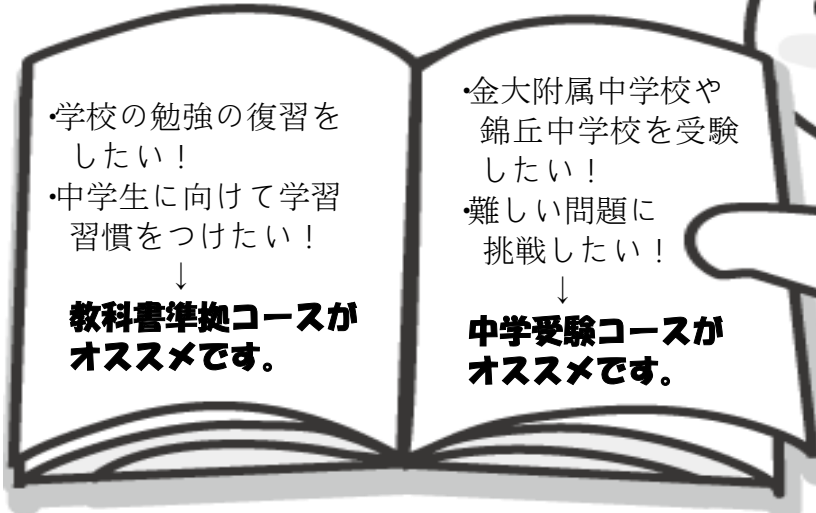 ・学校の勉強の復習を
したい！
・中学生に向けて学習
習慣をつけたい！
↓
教科書準拠コースが
オススメです。
・金大附属中学校や
錦丘中学校を受験
したい！
・難しい問題に
挑戦したい！
↓
中学受験コースが
オススメです。